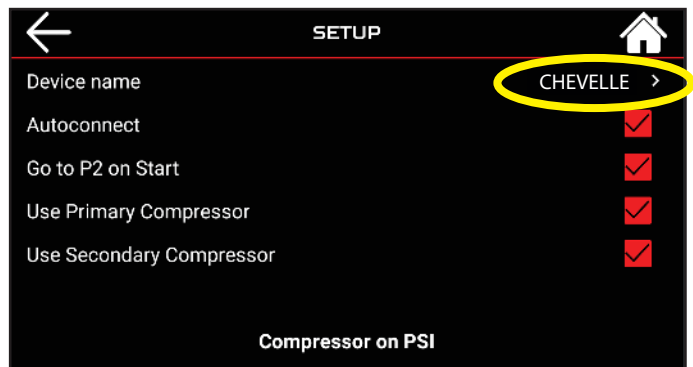 SETUP
Device name CHEVELLE >
Autoconnect
Go to P2 on Start
Use Primary Compressor
Use Secondary Compressor
Compressor on PSI